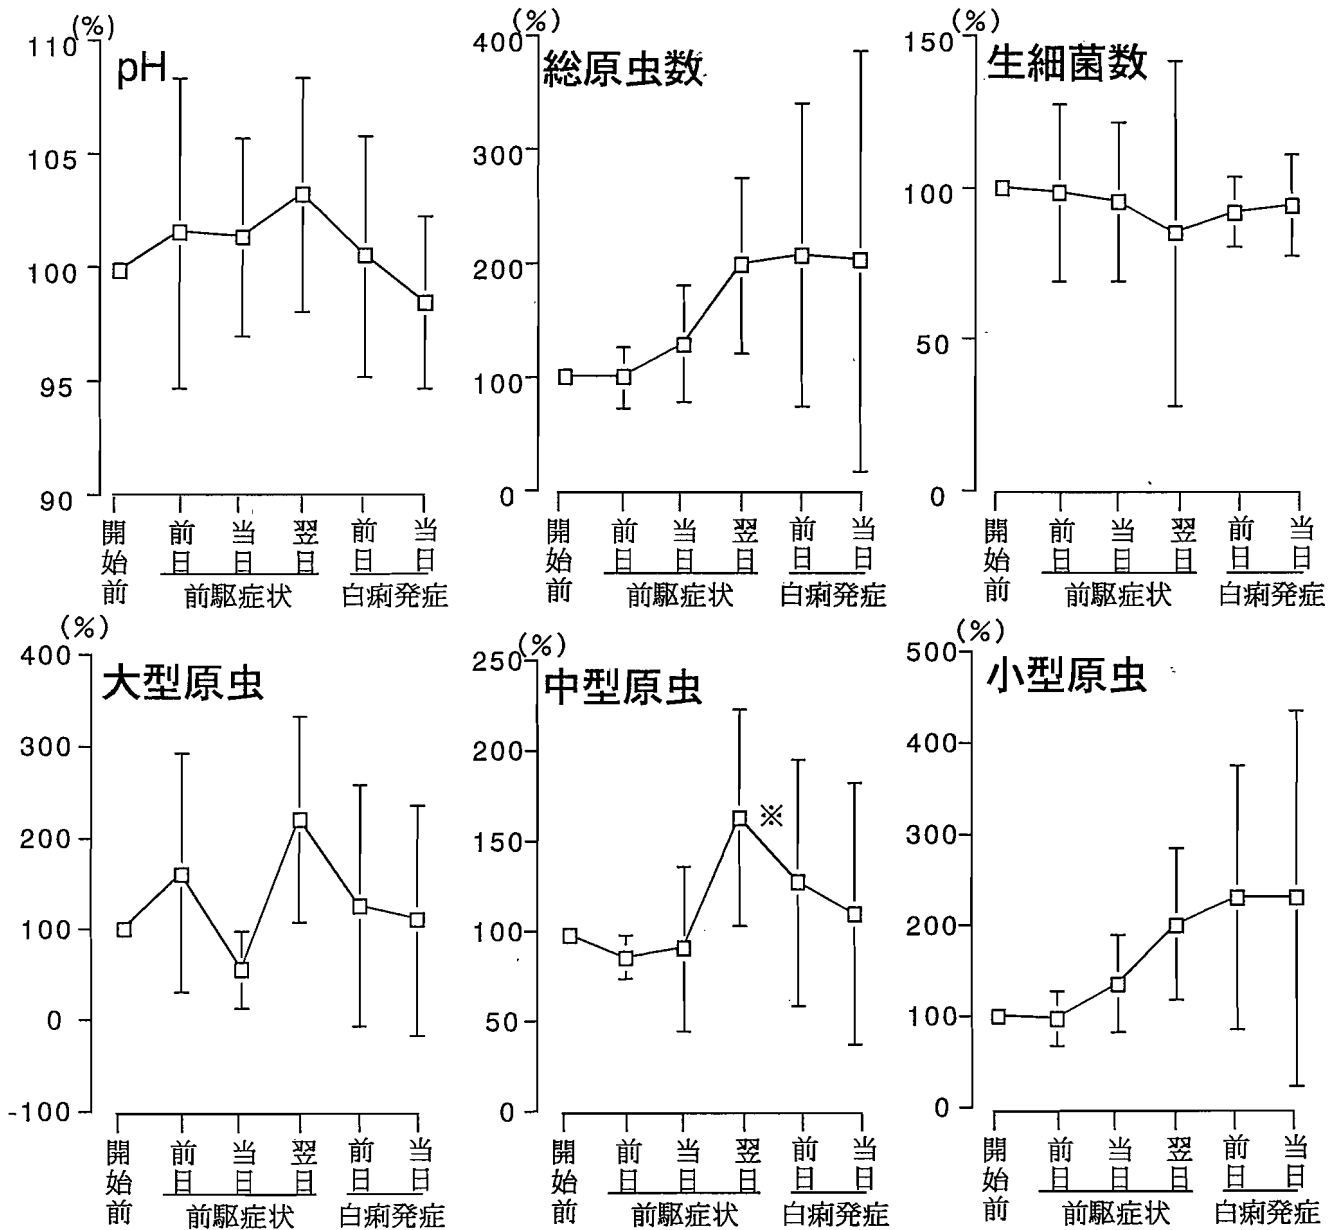 (%)
pH
110
105
100
95
90
開始前
前日
当日
翌日
前日
当日
前駆症状
白痢発症
(%)
総原虫数
400
300
200
100
0
開始前
前日
当日
翌日
前日
当日
前駆症状
白痢発症
(%)
生細菌数
150
100
50
0
開始前
前日
当日
翌日
前日
当日
前駆症状
白痢発症
(%)
大型原虫
400
300
200
100
0
-100
開始前
前日
当日
翌日
前日
当日
前駆症状
白痢発症
(%)
中型原虫
250
200
150
100
50
0
※
開始前
前日
当日
翌日
前日
当日
前駆症状
白痢発症
(%)
小型原虫
500
400
300
200
100
0
開始前
前日
当日
翌日
前日
当日
前駆症状
白痢発症